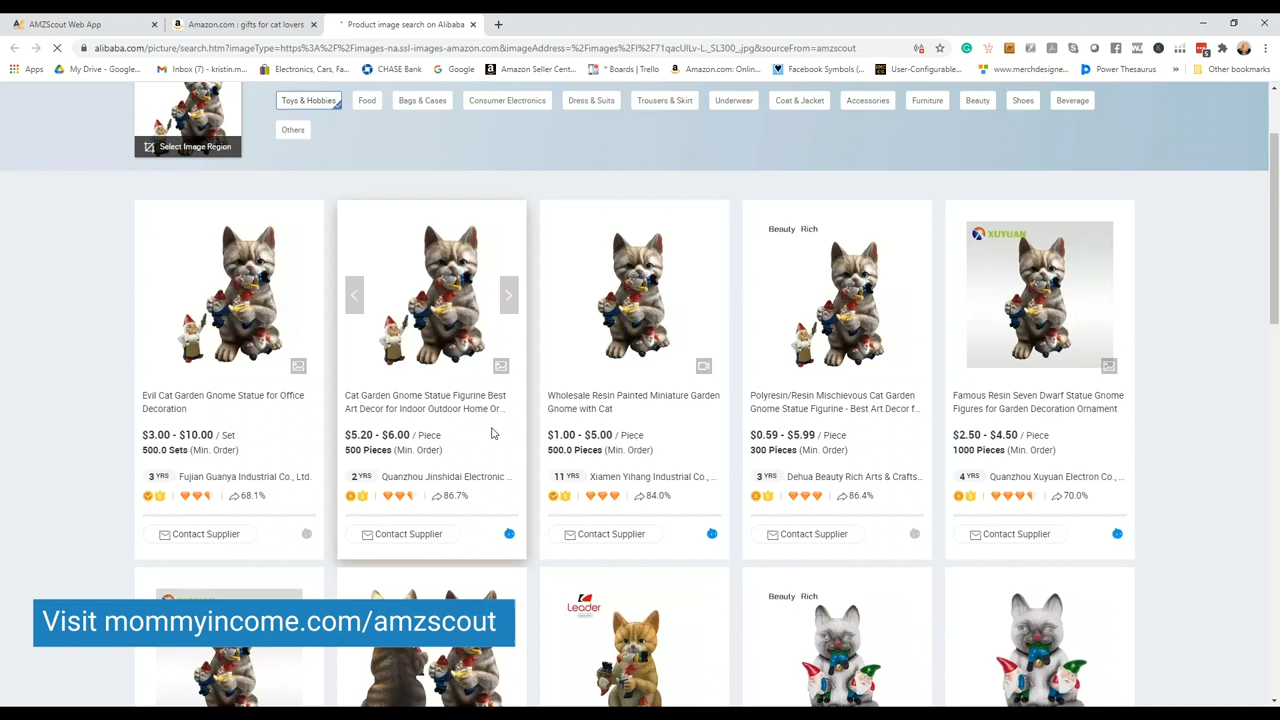 AMZScout Web App
Amazon.com : gifts for cat lovers
Product image search on Alibaba
alibaba.com/picture/search.htm?imageType=https%3A%2F%2Fimages-na.ssl-images-amazon.com&imageAddress=%2Fimages%2FI%2F71qacUILv-L._SL300_.jpg&sourceFrom=amzscout
Apps
My Drive - Google...
Inbox (7) - kristin.m...
Electronics, Cars, Fa...
CHASE Bank
Google
Amazon Seller Cent...
* Boards | Trello
Amazon.com: Onlin...
Facebook Symbols (...
User-Configurable...
www.merchdesigne...
Power Thesaurus
»
Other bookmarks
Toys & Hobbies
Food
Bags & Cases
Consumer Electronics
Dress & Suits
Trousers & Skirt
Underwear
Coat & Jacket
Accessories
Furniture
Beauty
Shoes
Beverage
Others
Select Image Region
Beauty Rich
XUYUAN
Evil Cat Garden Gnome Statue for Office
Decoration
$3.00 - $10.00 / Set
500.0 Sets (Min. Order)
3 YRS Fujian Guanya Industrial Co., Ltd.
68.1%
Contact Supplier
Cat Garden Gnome Statue Figurine Best
Art Decor for Indoor Outdoor Home Or...
$5.20 - $6.00 / Piece
500 Pieces (Min. Order)
2 YRS Quanzhou Jinshidai Electronic ...
86.7%
Contact Supplier
Wholesale Resin Painted Miniature Garden
Gnome with Cat
$1.00 - $5.00 / Piece
500.0 Pieces (Min. Order)
11 YRS Xiamen Yihang Industrial Co., ...
84.0%
Contact Supplier
Polyresin/Resin Mischievous Cat Garden
Gnome Statue Figurine - Best Art Decor f...
$0.59 - $5.99 / Piece
300 Pieces (Min. Order)
3 YRS Dehua Beauty Rich Arts & Crafts...
86.4%
Contact Supplier
Famous Resin Seven Dwarf Statue Gnome
Figures for Garden Decoration Ornament
$2.50 - $4.50 / Piece
1000 Pieces (Min. Order)
4 YRS Quanzhou Xuyuan Electron Co., ...
70.0%
Contact Supplier
Leader
Beauty Rich
Visit mommyincome.com/amzscout